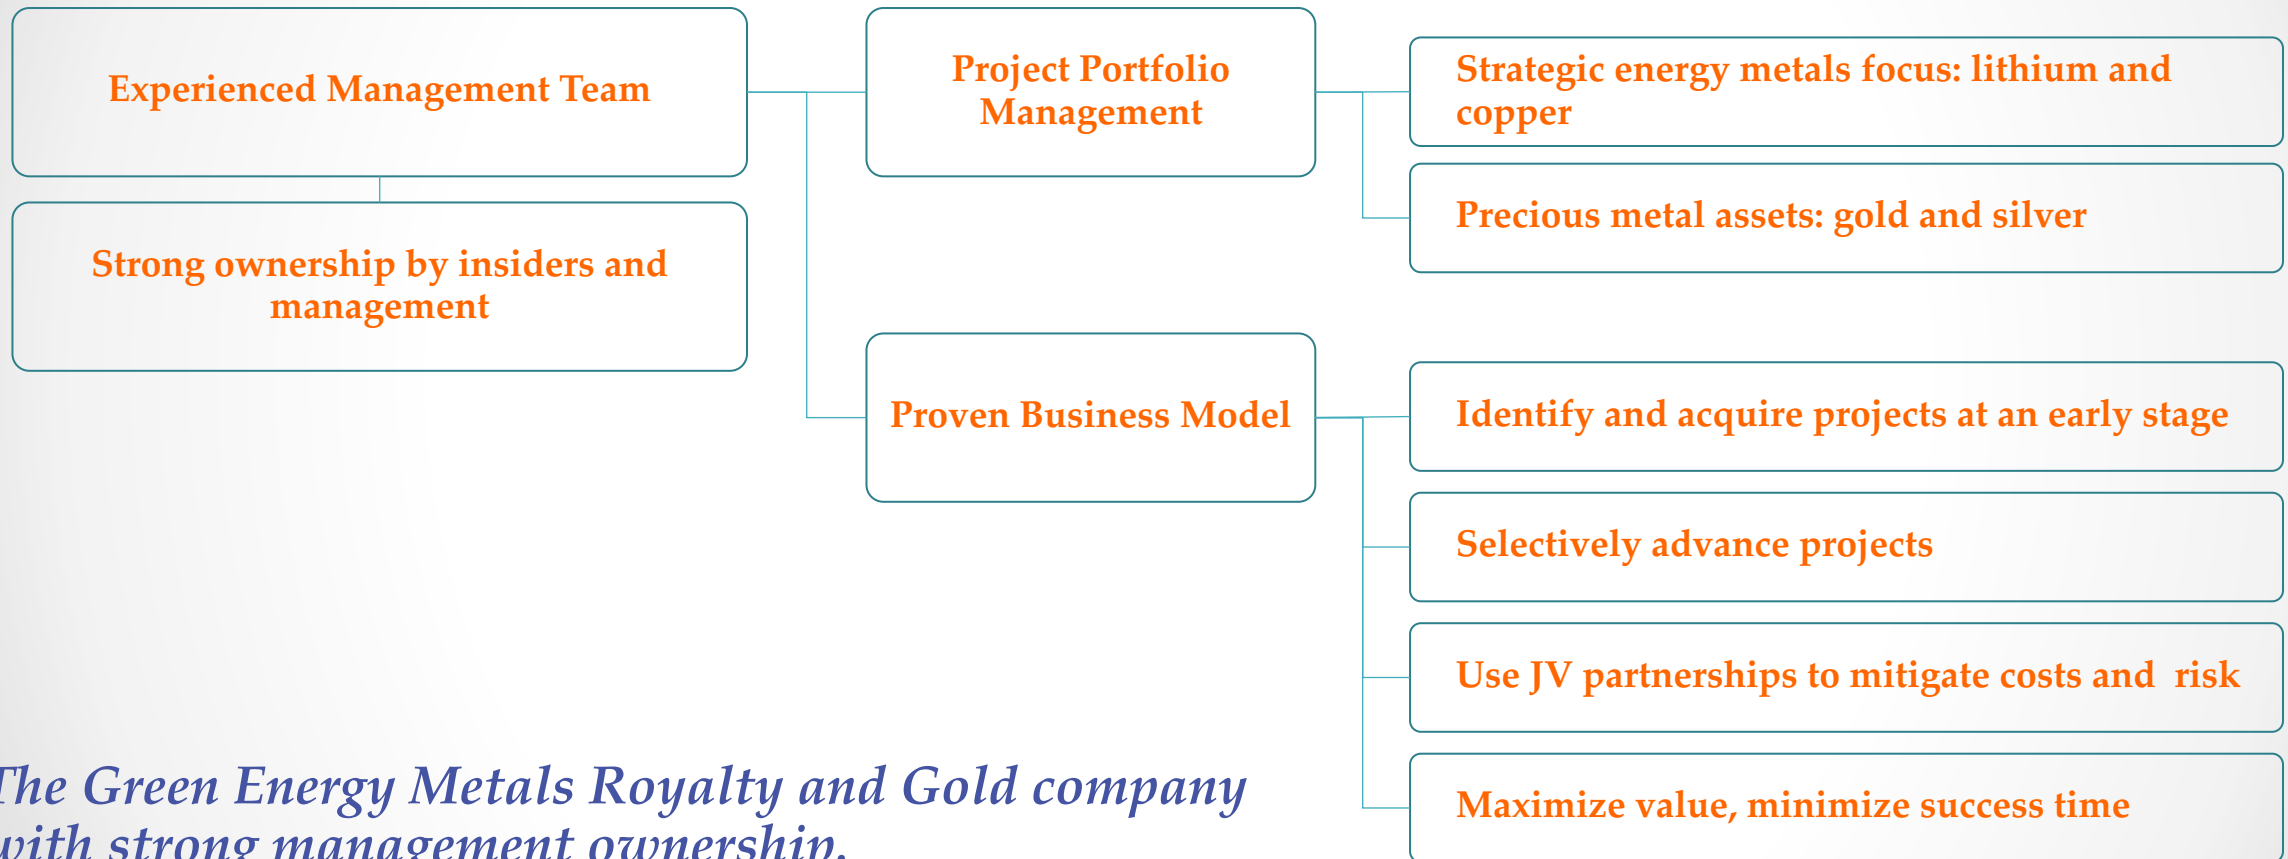 Experienced Management Team
Strong ownership by insiders and
management
Project Portfolio
Management
Strategic energy metals focus: lithium and
copper
Precious metal assets: gold and silver
Proven Business Model
Identify and acquire projects at an early stage
Selectively advance projects
Use JV partnerships to mitigate costs and  risk
Maximize value, minimize success time
The Green Energy Metals Royalty and Gold company
with strong management ownership.